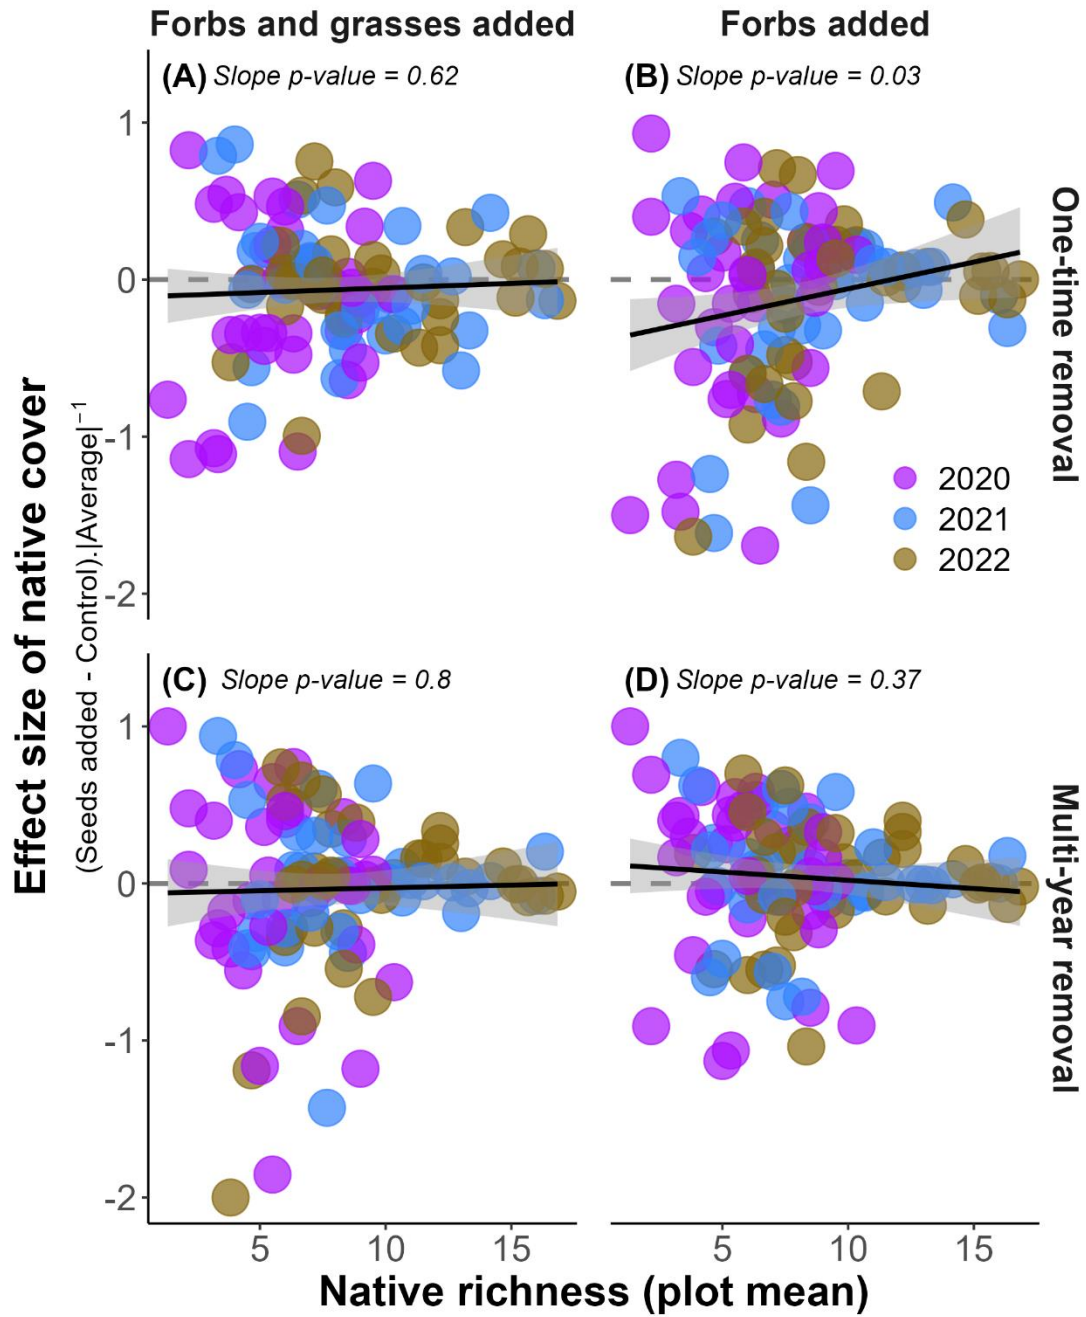 Forbs and grasses added
Forbs added
(A) Slope p-value = 0.62
(B) Slope p-value = 0.03
1
0
-1
-2
One-time removal
2020
2021
2022
Effect size of native cover
(Seeds added - Control).|Average|⁻¹
(C) Slope p-value = 0.8
(D) Slope p-value = 0.37
1
0
-1
-2
Multi-year removal
5 10 15
5 10 15
Native richness (plot mean)